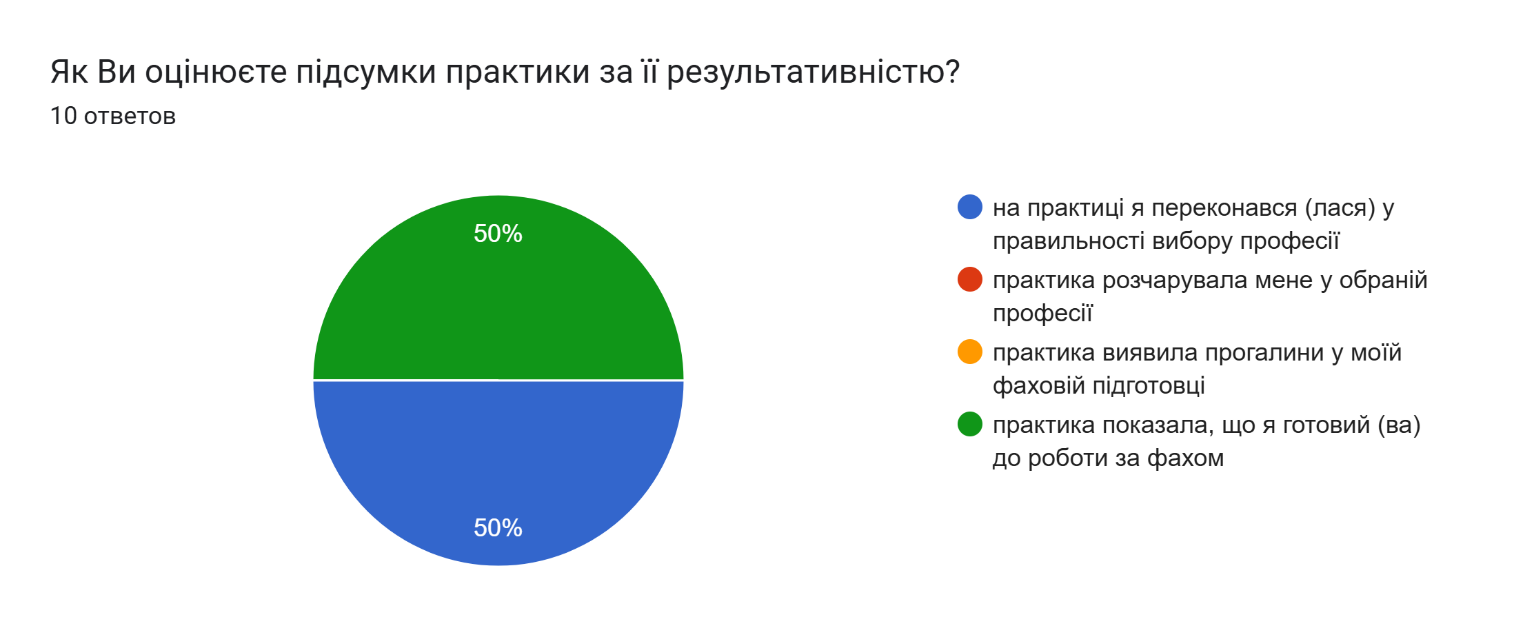 Як Ви оцінюєте підсумки практики за її результативністю?
10 ответов
50%
50%
на практиці я переконався (лася) у
правильності вибору професії
практика розчарувала мене у обраній
професії
практика виявила прогалини у моїй
фаховій підготовці
практика показала, що я готовий (ва)
до роботи за фахом